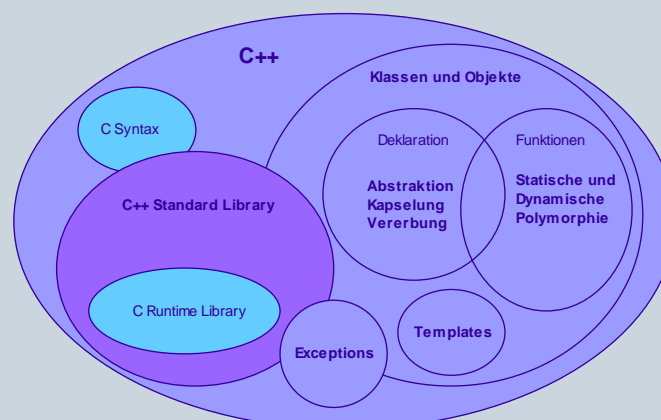 C++
Klassen und Objekte
C Syntax
Deklaration
Funktionen
Abstraktion
Kapselung
Vererbung
Statische und
Dynamische
Polymorphie
C++ Standard Library
C Runtime Library
Exceptions
Templates